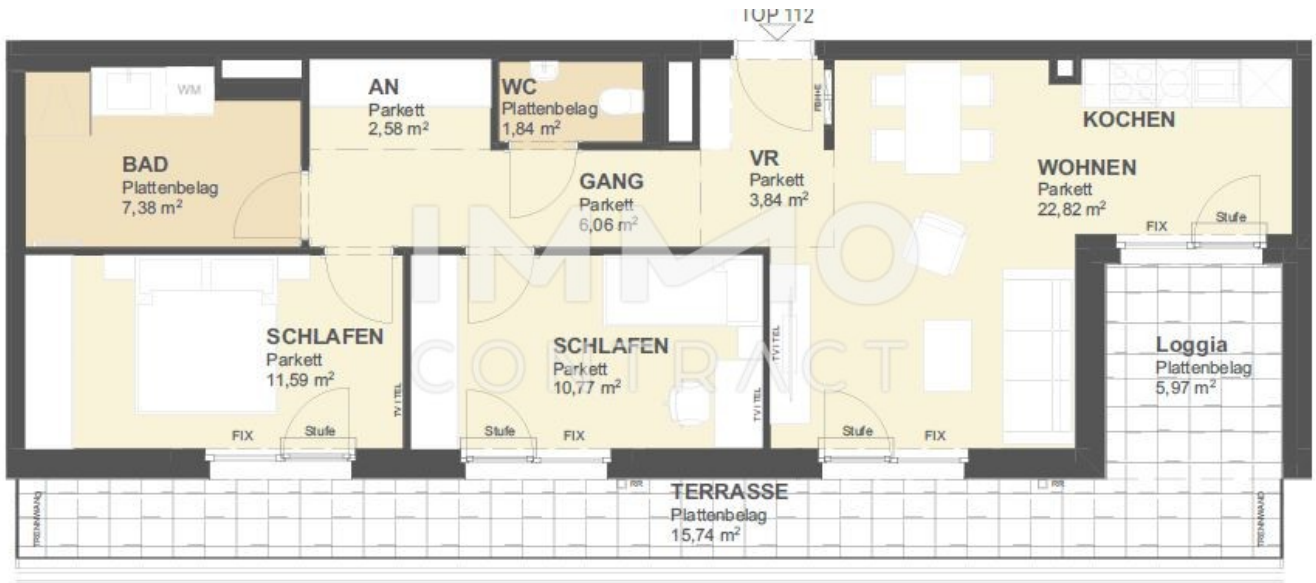 TOP 112
WM
AN
Parkett
2,58 m²
WC
Plattenbelag
1,84 m²
BAD
Plattenbelag
7,38 m²
GANG
Parkett
6,06 m²
VR
Parkett
3,84 m²
KOCHEN
WOHNEN
Parkett
22,82 m²
FIX
Stufe
IMMO
CONTRACT
SCHLAFEN
Parkett
11,59 m²
TV I TEL
FIX
Stufe
SCHLAFEN
Parkett
10,77 m²
TV I TEL
Stufe
FIX
TV I TEL
Stufe
FIX
Loggia
Plattenbelag
5,97 m²
TRENNWAND
TERRASSE
Plattenbelag
15,74 m²
RR
RR
TRENNWAND